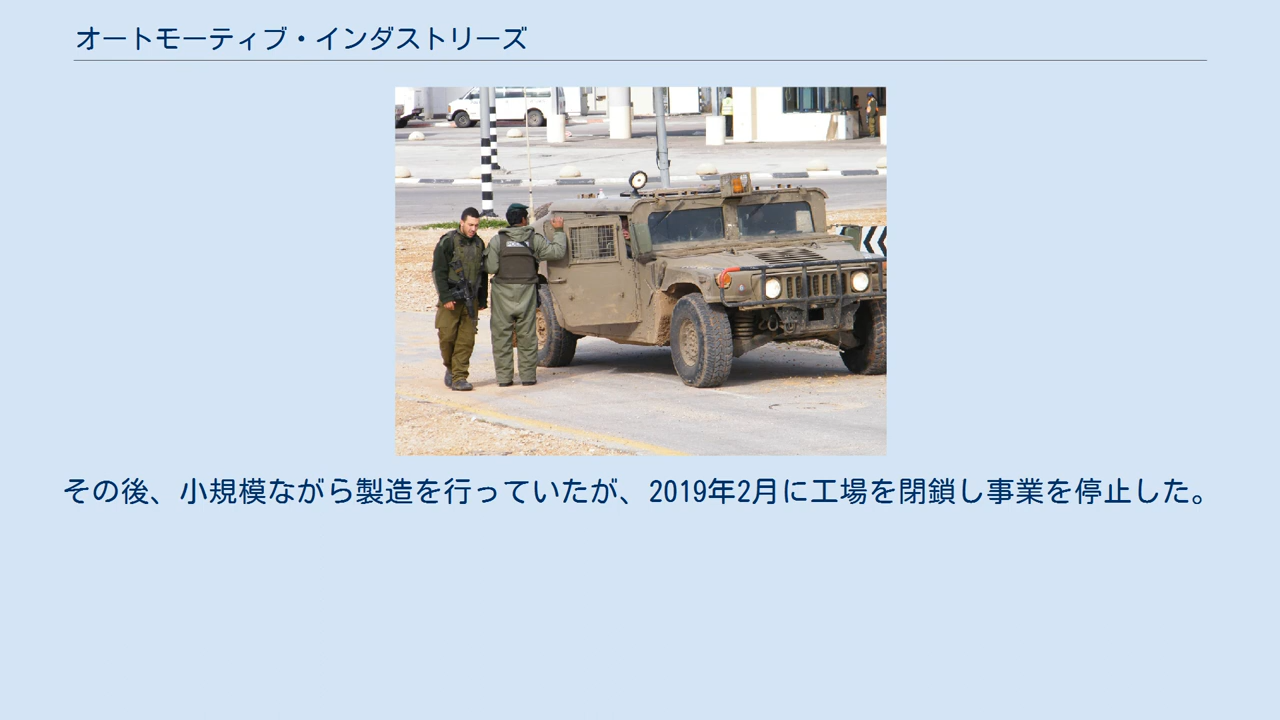 オートモーティブ・インダストリーズ
その後、小規模ながら製造を行っていたが、2019年2月に工場を閉鎖し事業を停止した。